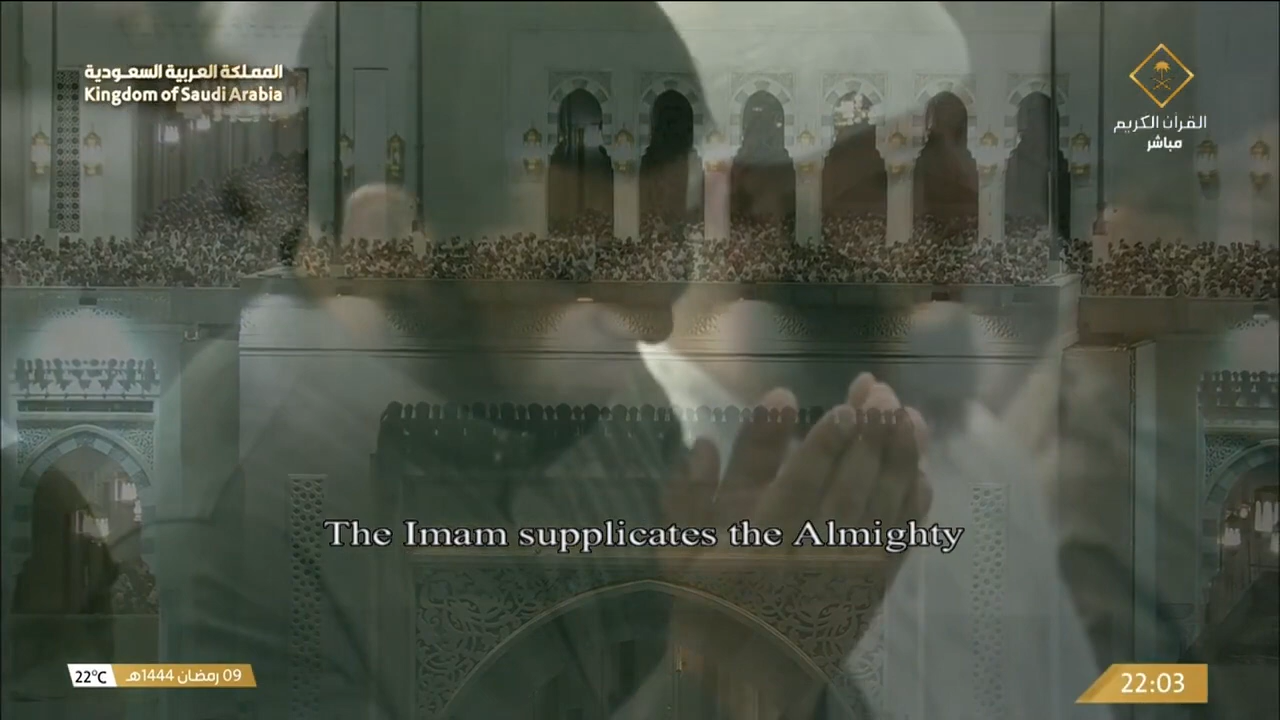 المملكة العربية السعودية
Kingdom of Saudi Arabia
القرآن الكريم
مباشر
The Imam supplicates the Almighty
22°C
09 رمضان 1444هـ
22:03